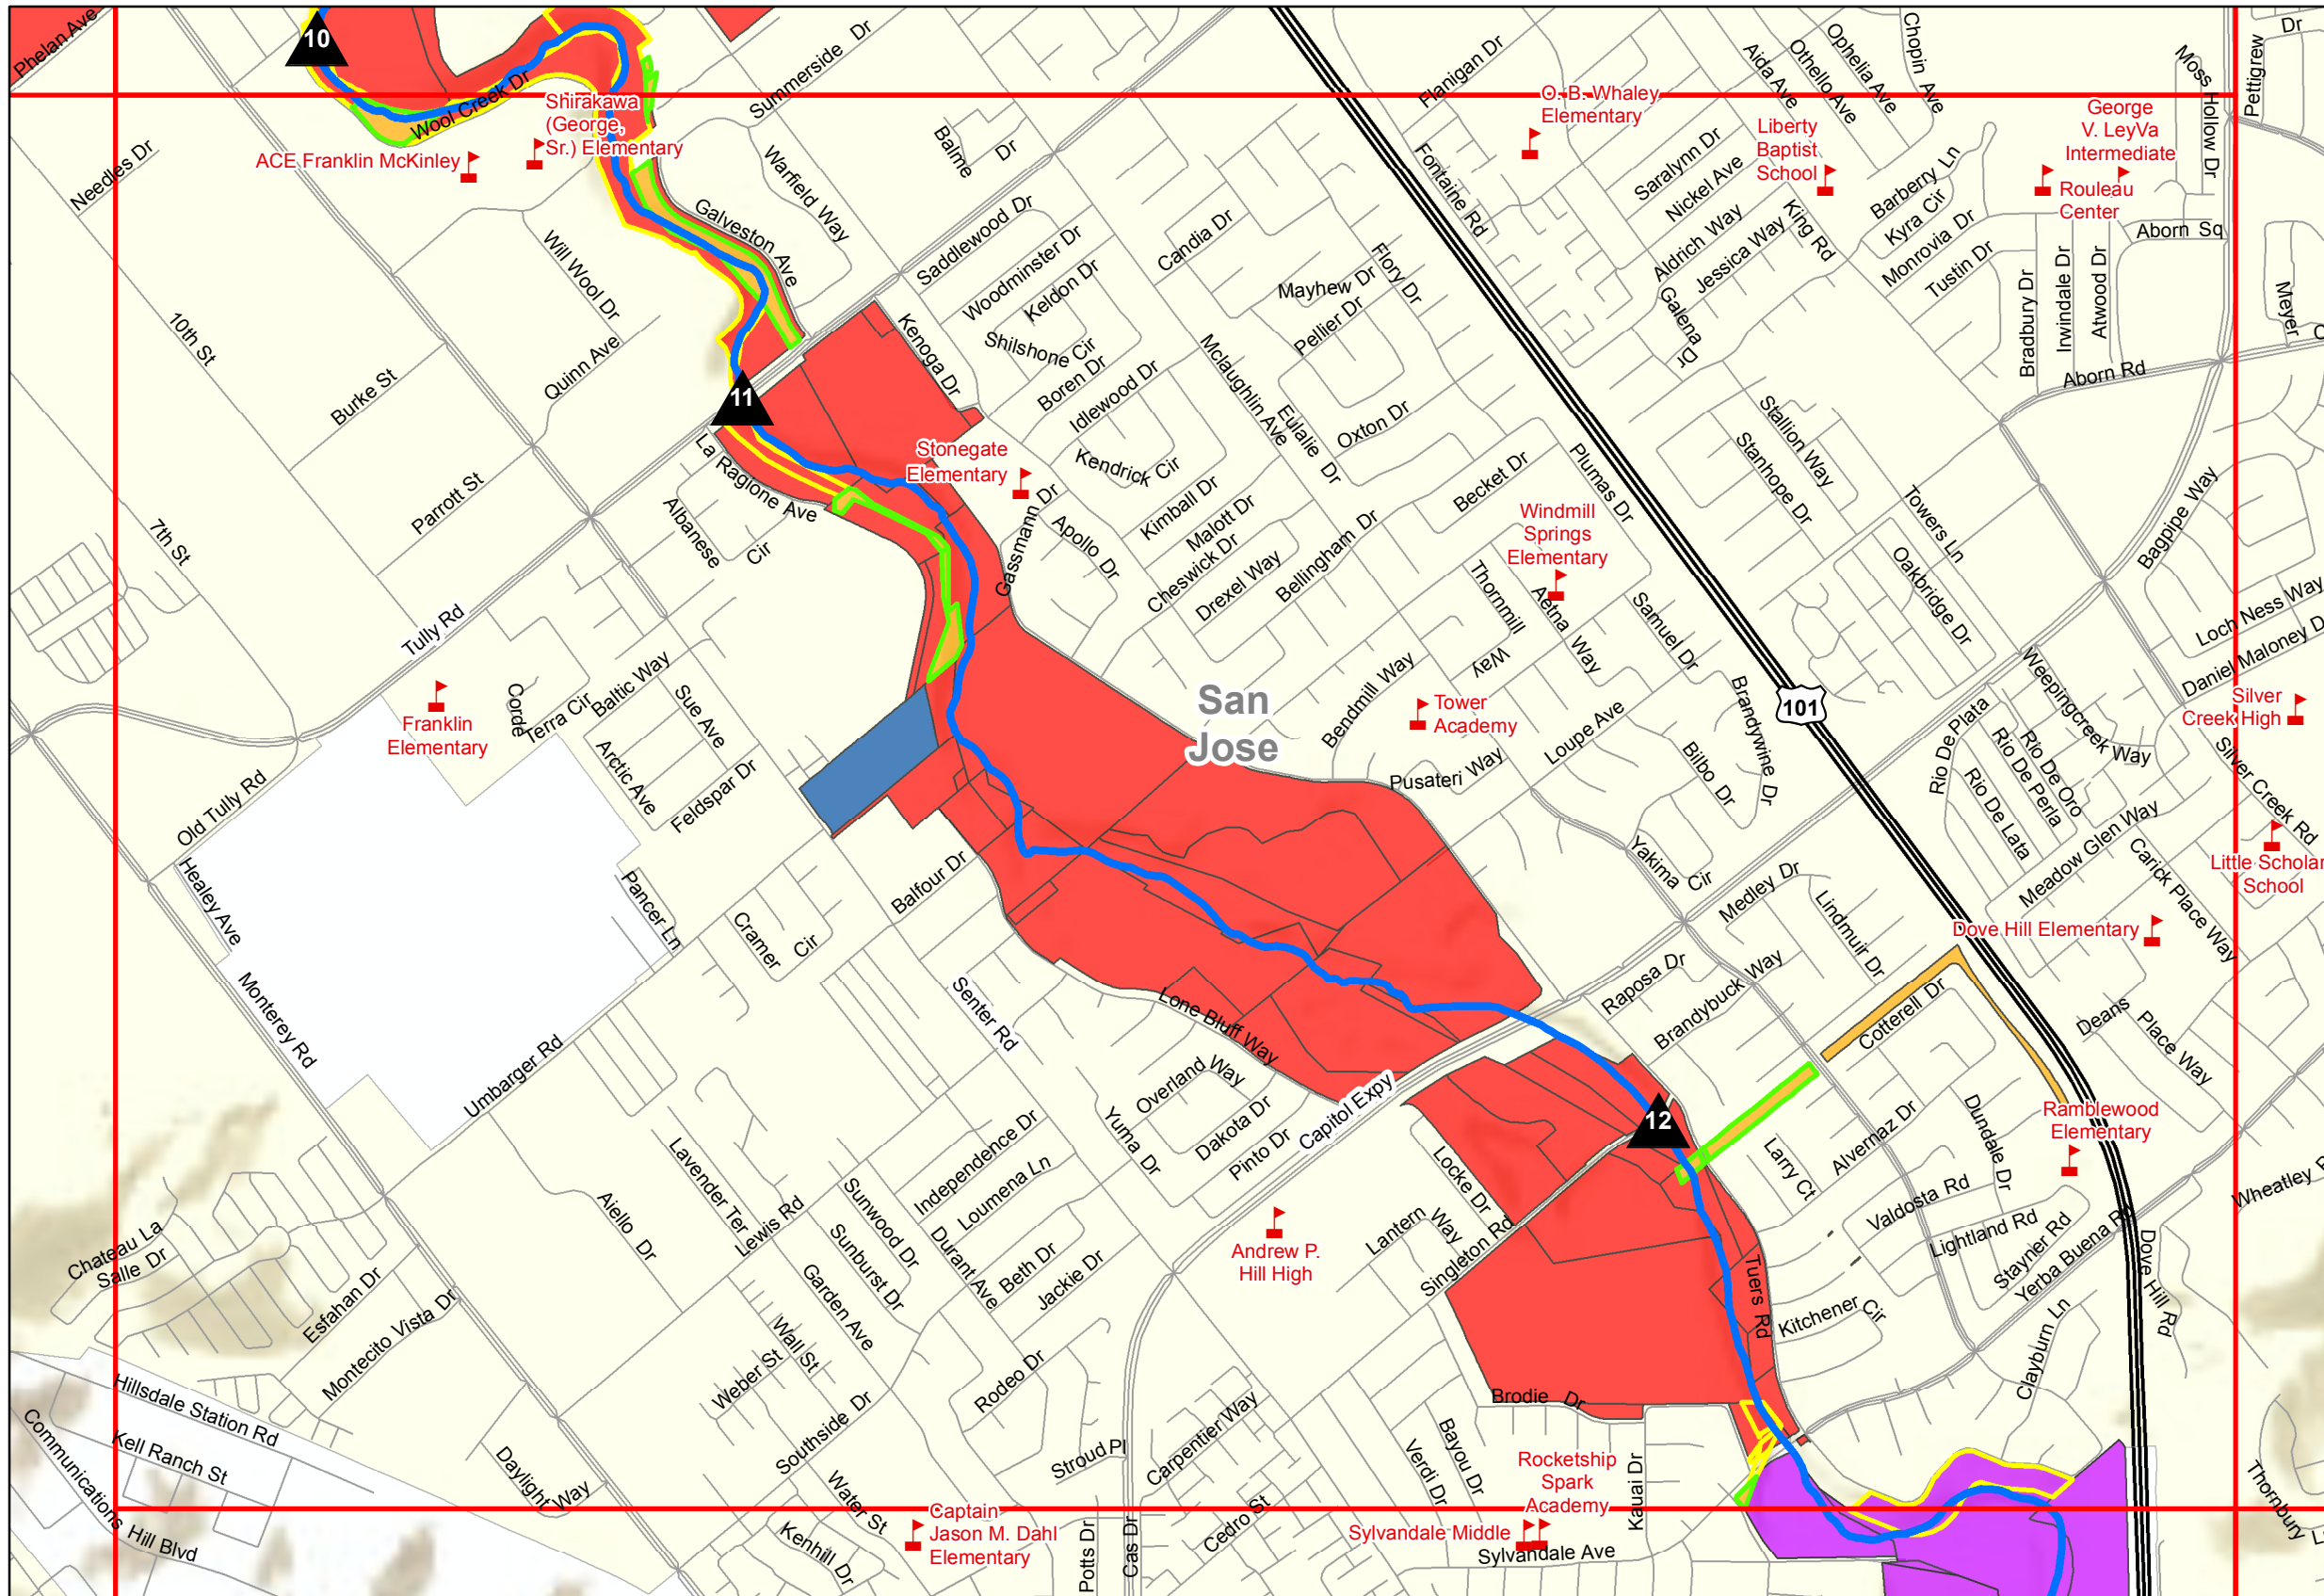 Phelan Ave
10
Wool Creek Dr
Summerside Dr
Shirakawa
(George,
Sr.) Elementary
ACE Franklin McKinley
Needles Dr
Balme
Dr
Warfield Way
Galveston Ave
Will Wool Dr
Flanigan Dr
O. B. Whaley
Elementary
Fontaine Rd
Aida Ave
Othello Ave
Ophelia Ave
Chopin Ave
Moss Hollow Dr
Pettigrew
Dr
George
V. LeyVa
Intermediate
Rouleau
Center
Liberty
Baptist
School
Saralynn Dr
Nickel Ave
Aldrich Way
Jessica Way
King Rd
Galena
Dr
Barberry Ln
Kyra Cir
Monrovia Dr
Tustin Dr
Aborn Sq
Bradbury Dr
Irwindale Dr
Atwood Dr
Meyer
Aborn Rd
Saddlewood Dr
Woodminster Dr
Keldon Dr
Shilshone Cir
Boren Dr
Idlewood Dr
Kenoga Dr
Candia Dr
Mayhew Dr
Pellier Dr
Flory Dr
Mclaughlin Ave
Eulalie Dr
Oxton Dr
10th St
Burke St
Quinn Ave
Parrott St
11
La Ragione Ave
Albanese
Cir
Stonegate
Elementary
Kendrick Cir
Kimball Dr
Malott Dr
Cheswick Dr
Drexel Way
Bellingham Dr
Becket Dr
Plumas Dr
Gassmann Dr
Apollo Dr
Windmill
Springs
Elementary
Thornmill
Way
Aetna Way
Samuel Dr
Stallion Way
Stanhope Dr
Towers Ln
Oakbridge Dr
Bagpipe Way
Loch Ness Way
Daniel Maloney D
Silver
Creek High
Weepingcreek Way
7th St
Tully Rd
Franklin
Elementary
Corde
Terra Cir
Baltic Way
Sue Ave
Arctic Ave
Feldspar Dr
Old Tully Rd
San
Jose
Bendmill Way
Tower
Academy
Pusateri Way
Loupe Ave
Brandywine Dr
Bilbo Dr
101
Rio De Plata
Rio De Oro
Rio De Perla
Rio De Lata
Silver Creek Rd
Meadow Glen Way
Little Scholar
School
Carick Place Way
Dove Hill Elementary
Yakima Cir
Medley Dr
Lindmuir Dr
Healey Ave
Pancer Ln
Cramer
Cir
Balfour Dr
Monterey Rd
Umbarger Rd
Senter Rd
Lone Bluff Way
Overland Way
Dakota Dr
Pinto Dr
Yuma Dr
Capitol Expy
Raposa Dr
Brandybuck Way
Cotterell Dr
Deans
Place Way
12
Larry Ct
Alvernaz Dr
Dundale Dr
Ramblewood
Elementary
Valdosta Rd
Lightland Rd
Stayner Rd
Yerba Buena Rd
Dove Hill Rd
Clayburn Ln
Kitchener Cir
Tuers Rd
Locke Dr
Lantern
Way
Singleton Rd
Andrew P.
Hill High
Independence Dr
Loumena Ln
Sunwood Dr
Durant Ave
Sunburst Dr
Beth Dr
Jackie Dr
Lavender Ter
Lewis Rd
Aiello Dr
Garden Ave
Wall St
Weber St
Southside Dr
Rodeo Dr
Chateau La
Salle Dr
Esfahan Dr
Montecito Vista Dr
Hillsdale Station Rd
Kell Ranch St
Communications
Hill Blvd
Daylight Way
Water St
Kenhill Dr
Captain
Jason M. Dahl
Elementary
Stroud Pl
Carpentier Way
Cedro St
Potts Dr
Cas Dr
Brodie Dr
Bayou Dr
Verdi Dr
Rocketship
Spark
Academy
Kauai Dr
Sylvandale Middle
Sylvandale Ave
Thornbury